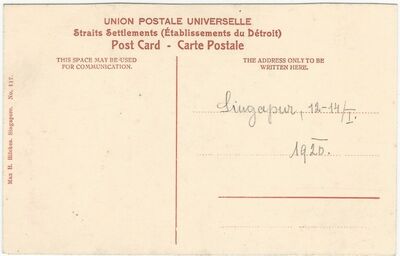 UNION POSTALE UNIVERSELLE
Straits Settlements (Établissements du Détroit)
Post Card - Carte Postale
THIS SPACE MAY BE USED
FOR COMMUNICATION.
THE ADDRESS ONLY TO BE
WRITTEN HERE.
Singapur, 12-14/I.
1920.
Max H. Hilckes, Singapore. No. 117.